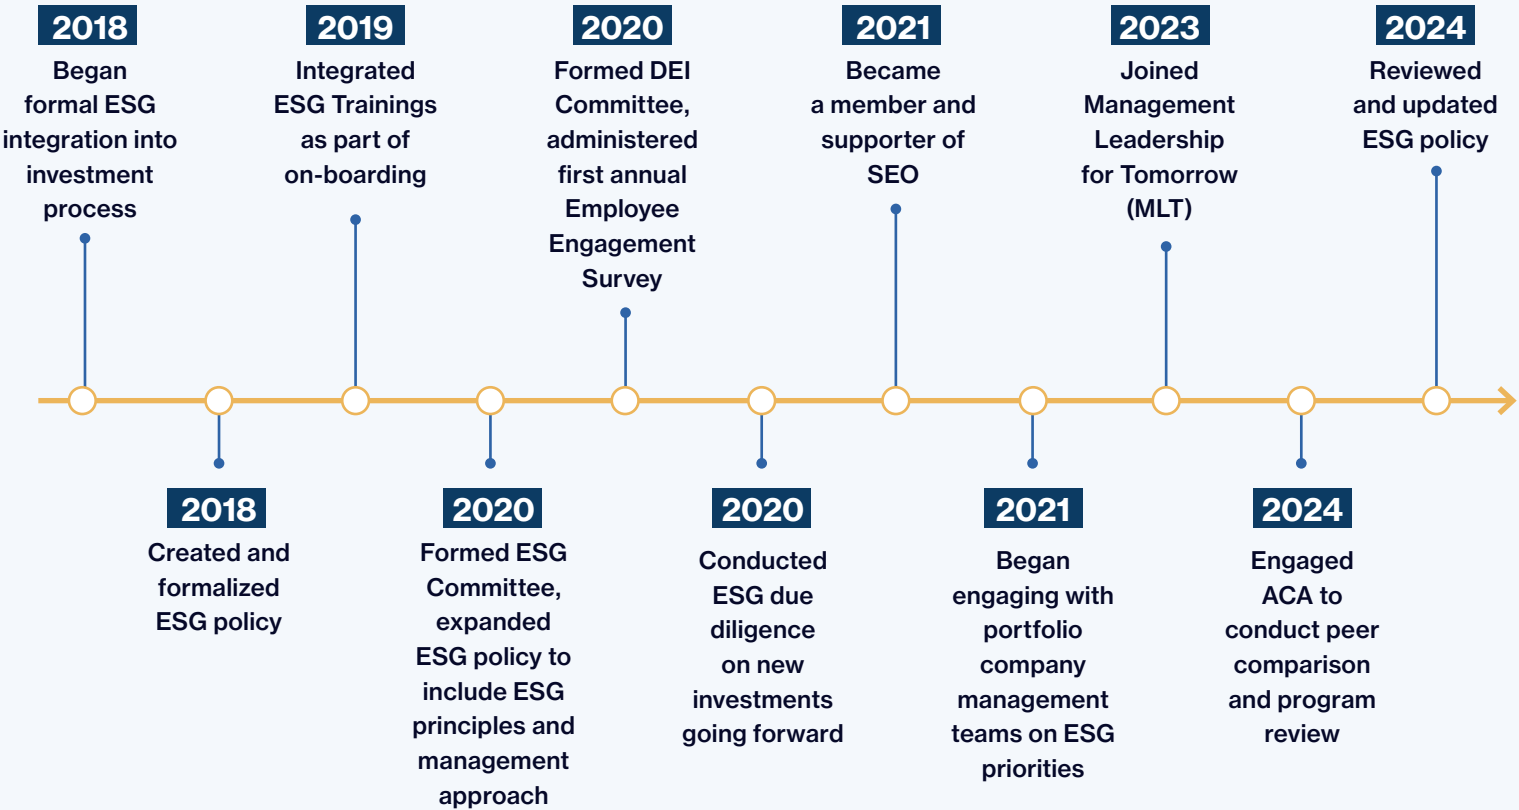 2018
Began
formal ESG
integration into
investment
process
2019
Integrated
ESG Trainings
as part of
on-boarding
2020
Formed DEI
Committee,
administered
first annual
Employee
Engagement
Survey
2021
Became
a member and
supporter of
SEO
2023
Joined
Management
Leadership
for Tomorrow
(MLT)
2024
Reviewed
and updated
ESG policy
2018
Created and
formalized
ESG policy
2020
Formed ESG
Committee,
expanded
ESG policy to
include ESG
principles and
management
approach
2020
Conducted
ESG due
diligence
on new
investments
going forward
2021
Began
engaging with
portfolio
company
management
teams on ESG
priorities
2024
Engaged
ACA to
conduct peer
comparison
and program
review